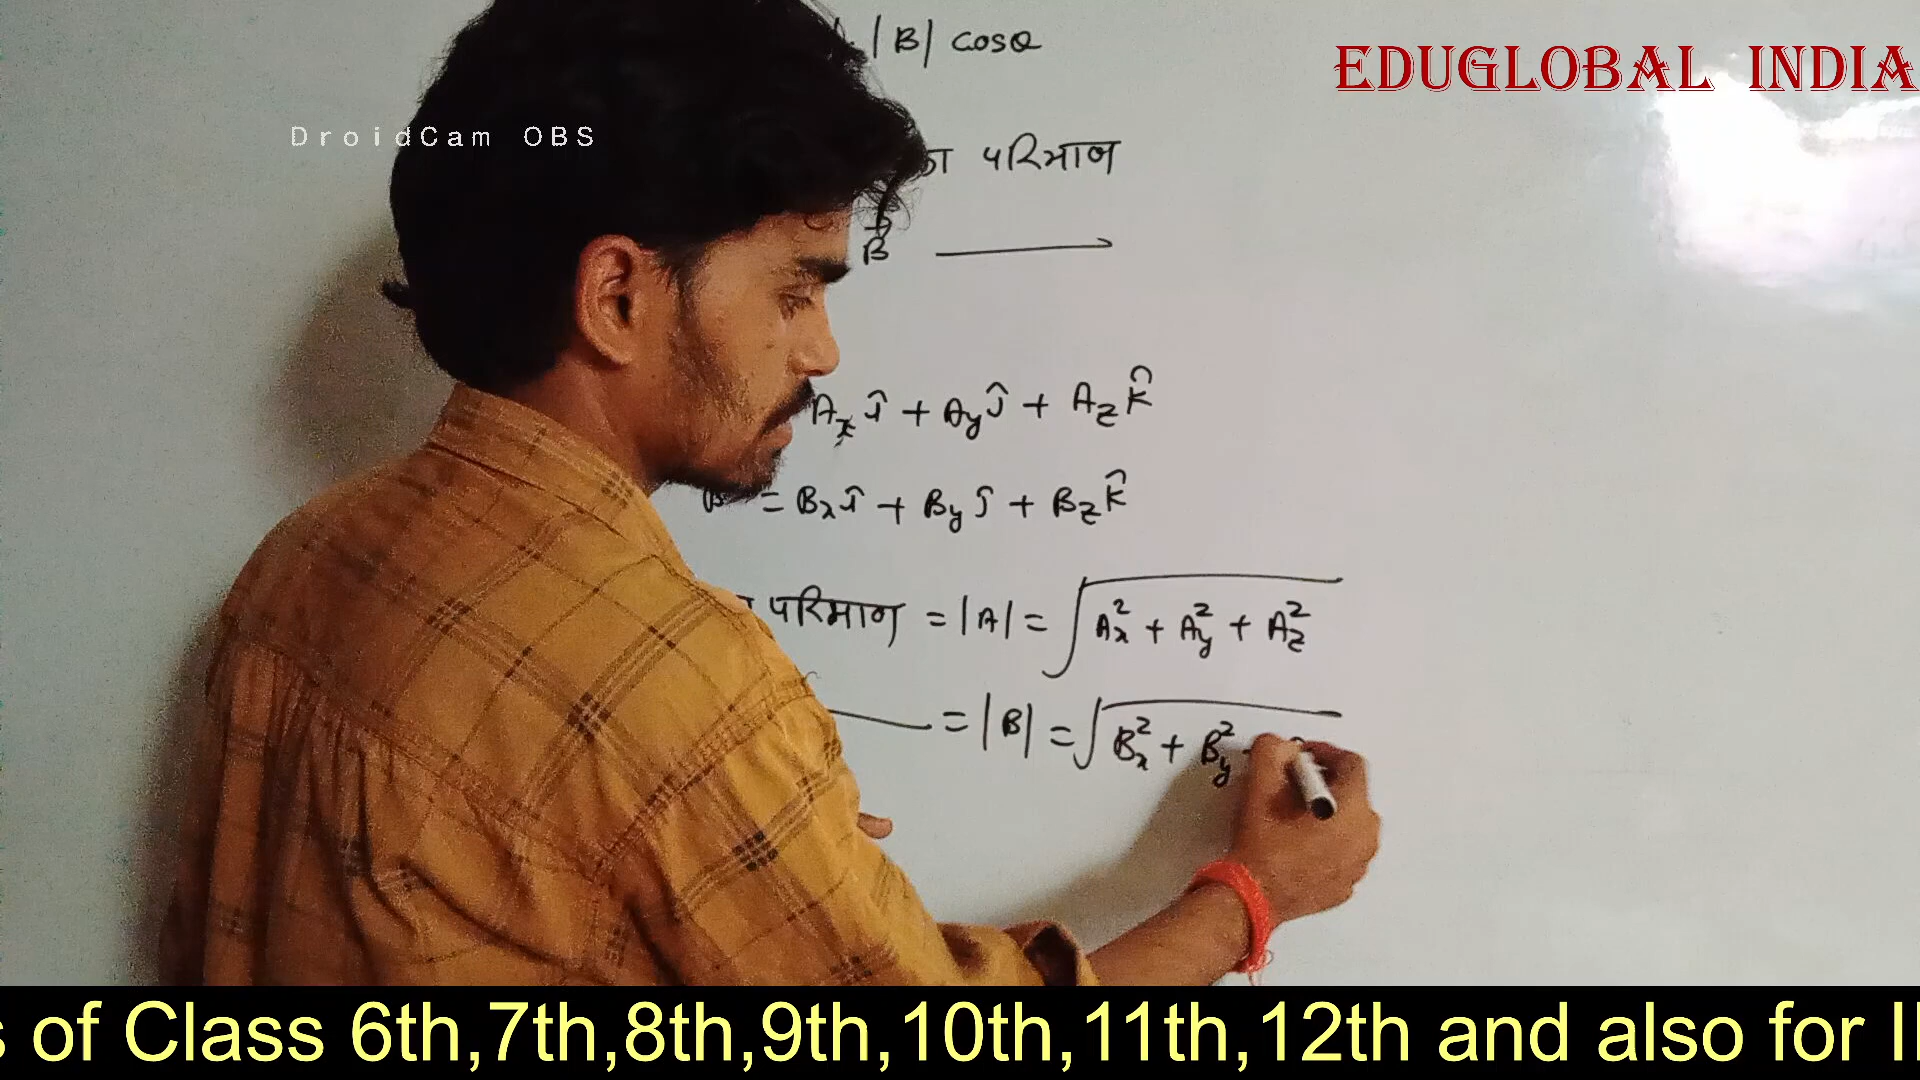 |B| cosθ
EDUGLOBAL INDIA
DroidCam OBS
का परिमाण
B
Ax î + Ay ĵ + Az k̂
B = Bx î + By ĵ + Bz k̂
परिमाण = |A| = √Ax² + Ay² + Az²
= |B| = √Bx² + By²
of Class 6th,7th,8th,9th,10th,11th,12th and also for